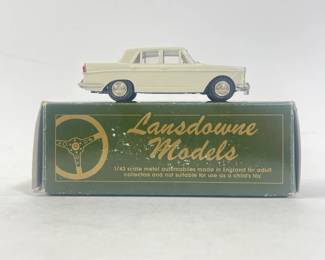 Lansdowne
Models
1/43 scale metal automobiles made in England for adult
collectors and not suitable for use as a child's toy.